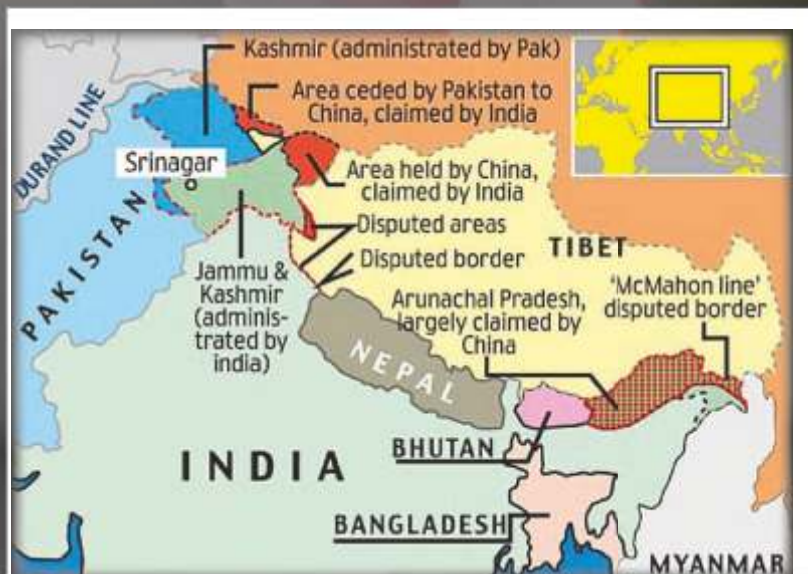 Kashmir (administrated by Pak)
Area ceded by Pakistan to
China, claimed by India
DURAND LINE
Srinagar
Area held by China,
claimed by India
Disputed areas
TIBET
Disputed border
PAKISTAN
Jammu &
Kashmir
(adminis-
trated by
india)
Arunachal Pradesh,
largely claimed by
China
'McMahon line'
disputed border
NEPAL
BHUTAN
INDIA
BANGLADESH
MYANMAR